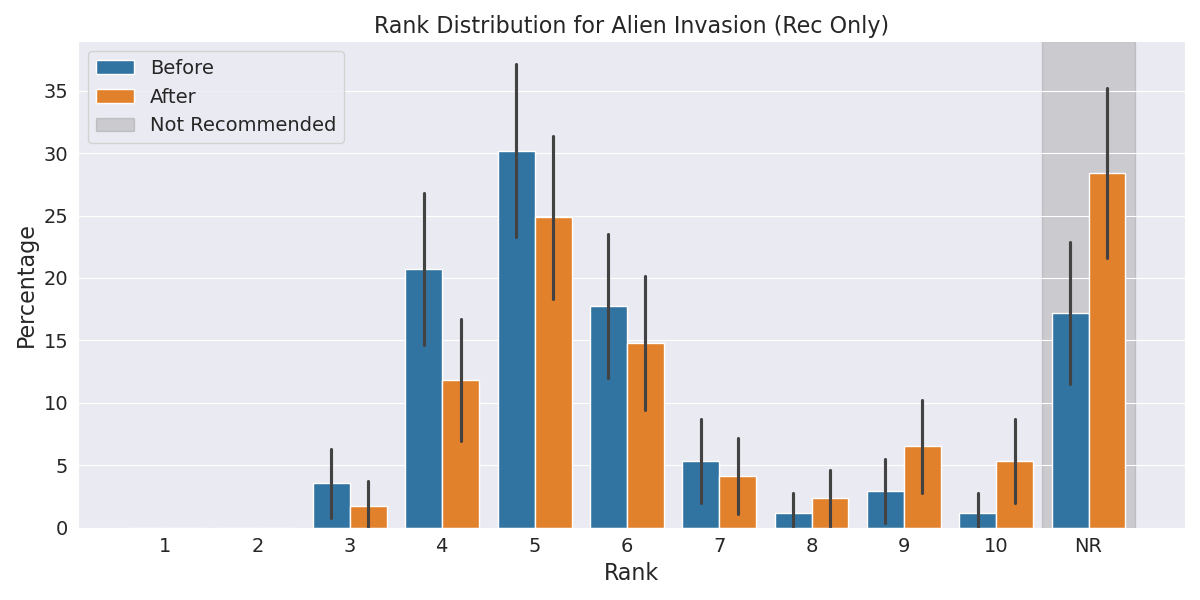 Rank Distribution for Alien Invasion (Rec Only)
Before
After
Not Recommended
Percentage
35
30
25
20
15
10
5
0
1 2 3 4 5 6 7 8 9 10 NR
Rank